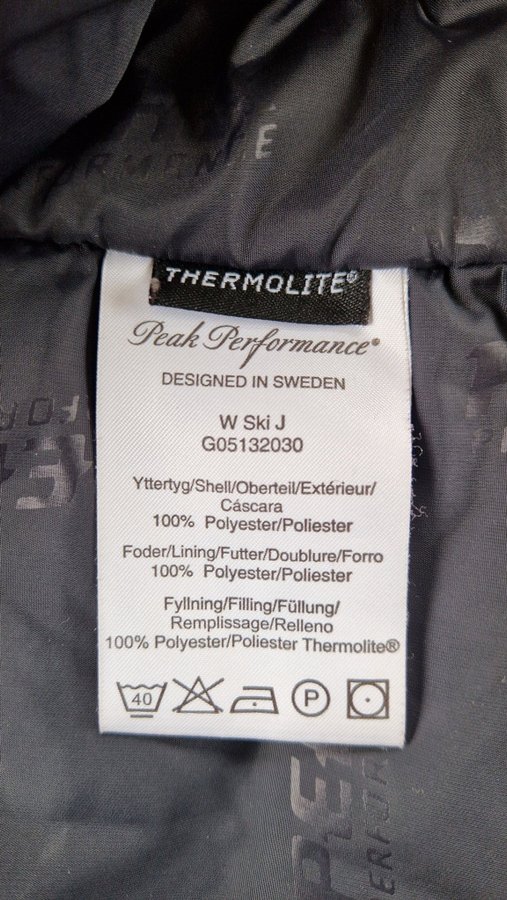 PERFORMANCE
THERMOLITE®
Peak Performance®
DESIGNED IN SWEDEN
W Ski J
G05132030
Yttertyg/Shell/Oberteil/Extérieur/
Cáscara
100% Polyester/Poliester
Foder/Lining/Futter/Doublure/Forro
100% Polyester/Poliester
Fyllning/Filling/Füllung/
Remplissage/Relleno
100% Polyester/Poliester Thermolite®
40 P